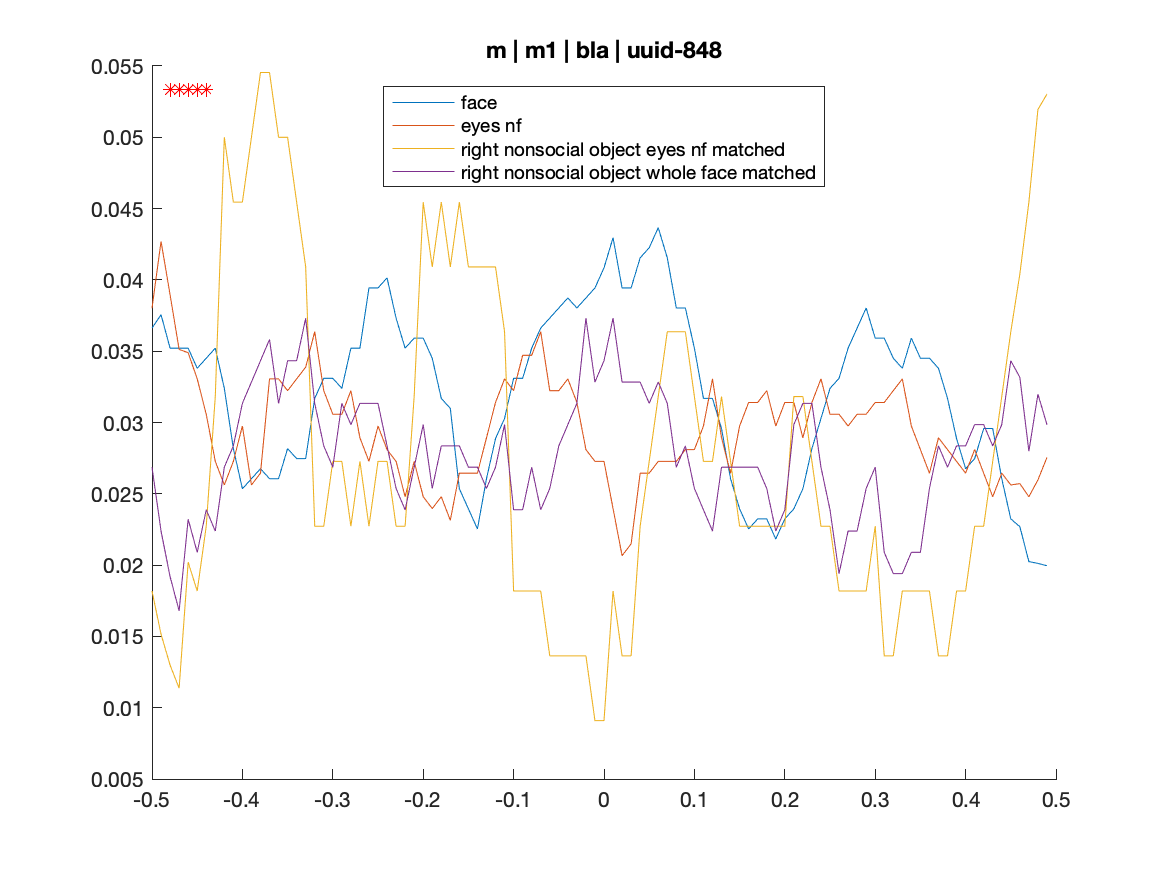 m | m1 | bla | uuid-848
0.055
0.05
0.045
0.04
0.035
0.03
0.025
0.02
0.015
0.01
0.005
face
eyes nf
right nonsocial object eyes nf matched
right nonsocial object whole face matched
-0.5 -0.4 -0.3 -0.2 -0.1 0 0.1 0.2 0.3 0.4 0.5